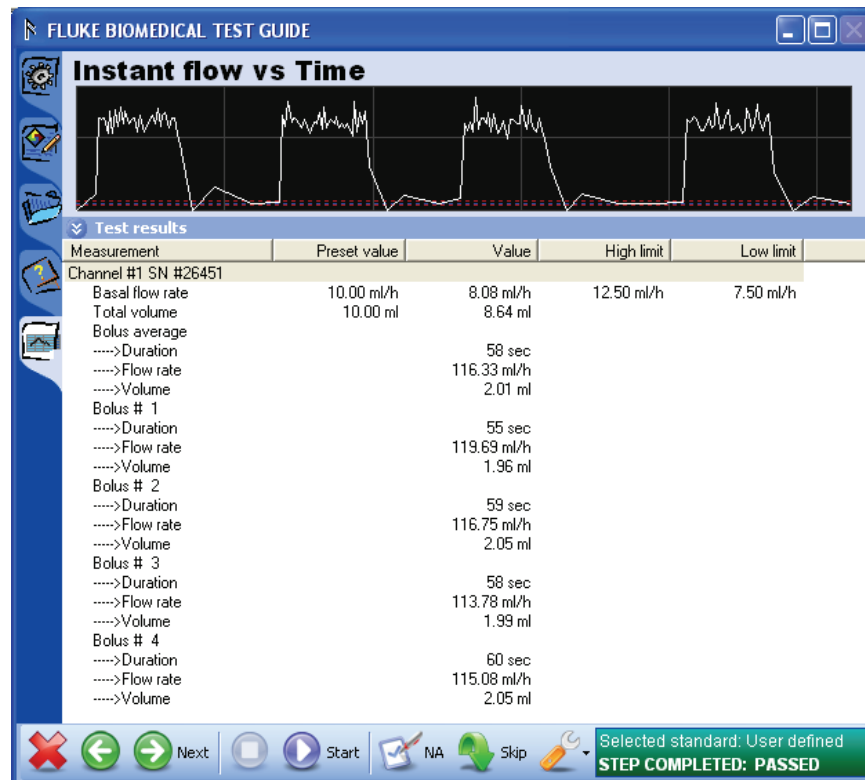 FLUKE BIOMEDICAL TEST GUIDE
Instant flow vs Time
Test results
Measurement Preset value Value High limit Low limit
Channel #1 SN #26451
Basal flow rate 10.00 ml/h 8.08 ml/h 12.50 ml/h 7.50 ml/h
Total volume 10.00 ml 8.64 ml
Bolus average
----->Duration 58 sec
----->Flow rate 116.33 ml/h
----->Volume 2.01 ml
Bolus # 1
----->Duration 55 sec
----->Flow rate 119.69 ml/h
----->Volume 1.96 ml
Bolus # 2
----->Duration 59 sec
----->Flow rate 116.75 ml/h
----->Volume 2.05 ml
Bolus # 3
----->Duration 58 sec
----->Flow rate 113.78 ml/h
----->Volume 1.99 ml
Bolus # 4
----->Duration 60 sec
----->Flow rate 115.08 ml/h
----->Volume 2.05 ml
Next Start NA Skip
Selected standard: User defined
STEP COMPLETED: PASSED